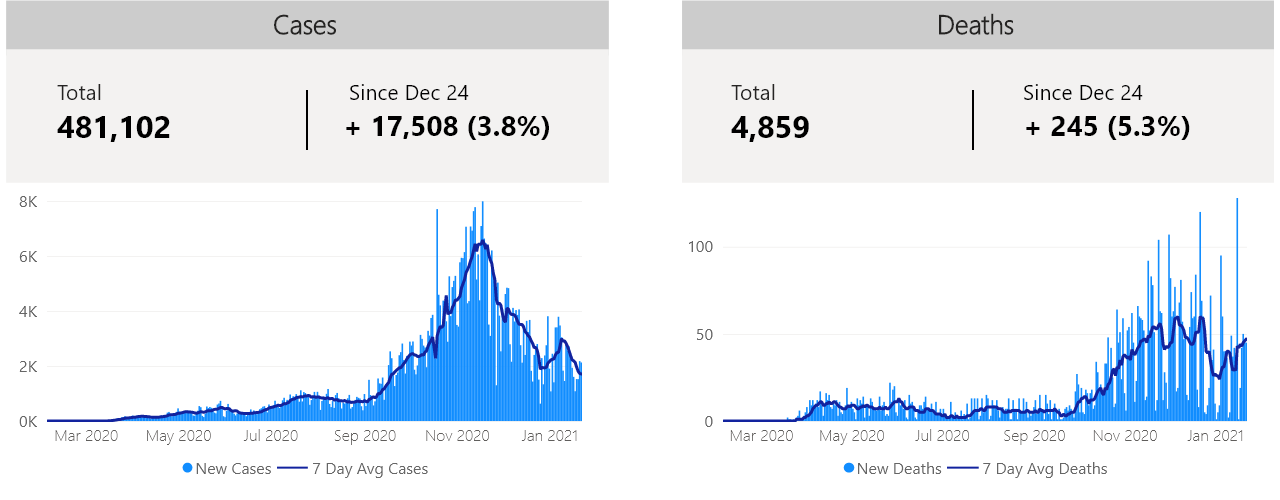 Cases
Total
481,102
Since Dec 24
+ 17,508 (3.8%)
8K
6K
4K
2K
0K
Mar 2020 May 2020 Jul 2020 Sep 2020 Nov 2020 Jan 2021
New Cases 7 Day Avg Cases
Deaths
Total
4,859
Since Dec 24
+ 245 (5.3%)
100
50
0
Mar 2020 May 2020 Jul 2020 Sep 2020 Nov 2020 Jan 2021
New Deaths 7 Day Avg Deaths